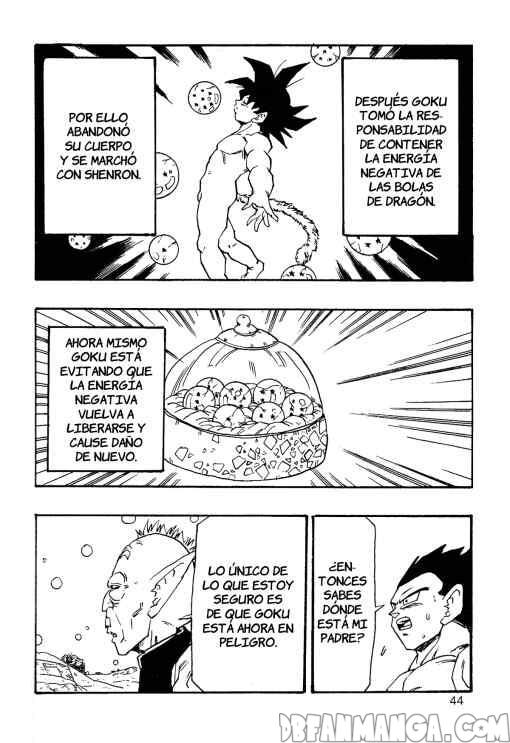 DESPUÉS GOKU
TOMÓ LA RES-
PONSABILIDAD
DE CONTENER
LA ENERGÍA
NEGATIVA DE
LAS BOLAS
DE DRAGÓN.
POR ELLO
ABANDONÓ
SU CUERPO
Y SE MARCHÓ
CON SHENRON.
AHORA MISMO
GOKU ESTÁ
EVITANDO QUE
LA ENERGÍA
NEGATIVA
VUELVA A
LIBERARSE Y
CAUSE DAÑO
DE NUEVO.
¿EN-
TONCES
SABES
DÓNDE
ESTÁ MI
PADRE?
LO ÚNICO DE
LO QUE ESTOY
SEGURO ES
DE QUE GOKU
ESTÁ AHORA EN
PELIGRO.
44
DBFANMANGA.COM